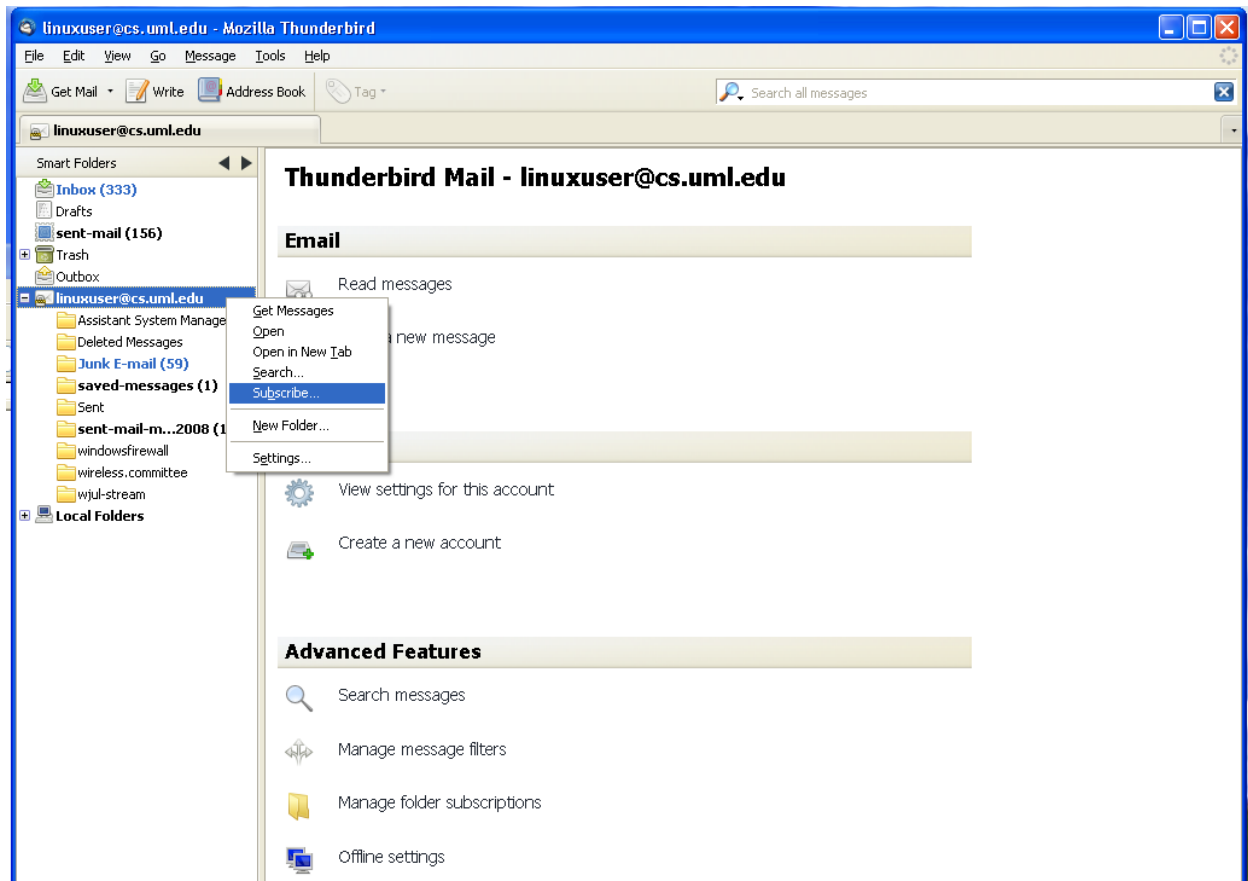 linuxuser@cs.uml.edu - Mozilla Thunderbird
File Edit View Go Message Tools Help
Get Mail Write Address Book Tag Search all messages
linuxuser@cs.uml.edu
Smart Folders
Inbox (333)
Drafts
sent-mail (156)
Trash
Outbox
linuxuser@cs.uml.edu
Assistant System Manage
Deleted Messages
Junk E-mail (59)
saved-messages (1)
Sent
sent-mail-m...2008 (1
windowsfirewall
wireless.committee
wjul-stream
Local Folders
Get Messages
Open
Open in New Tab
Search...
Subscribe...
New Folder...
Settings...
Thunderbird Mail - linuxuser@cs.uml.edu
Email
Read messages
a new message
View settings for this account
Create a new account
Advanced Features
Search messages
Manage message filters
Manage folder subscriptions
Offline settings